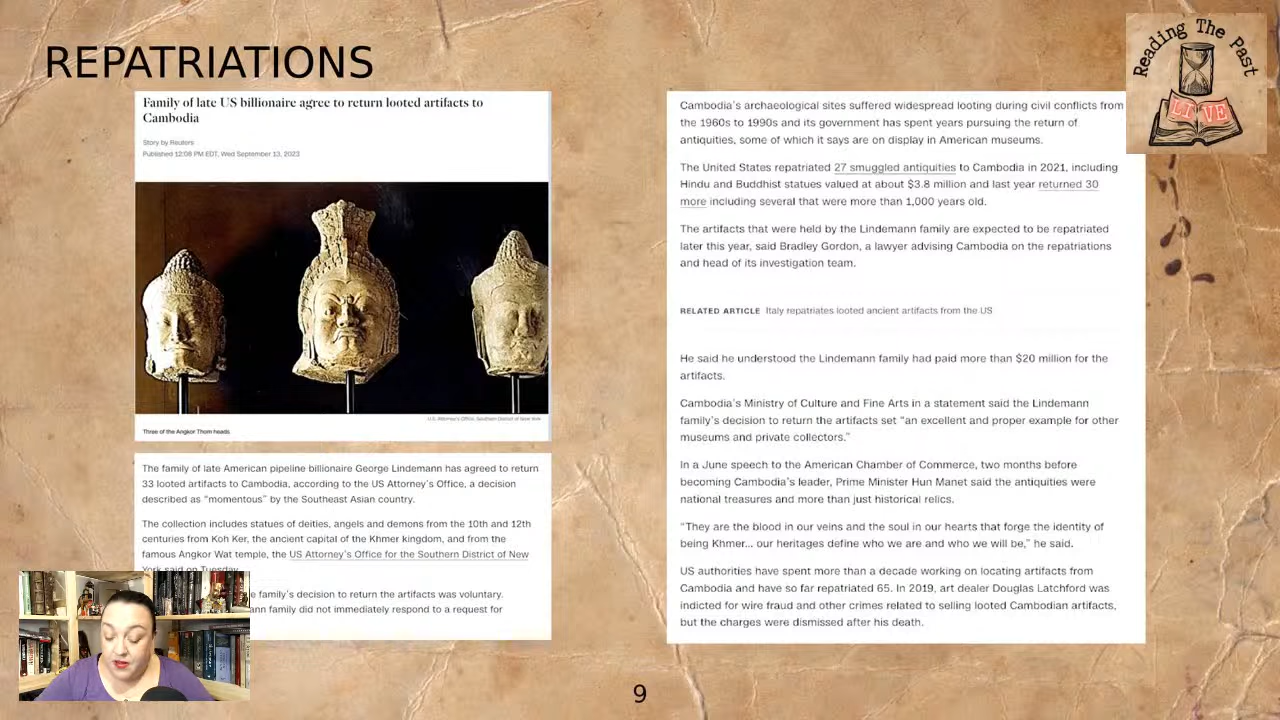 REPATRIATIONS
Reading The Past
LIVE
Family of late US billionaire agree to return looted artifacts to
Cambodia
Story by Reuters
Published 12:08 PM EDT, Wed September 13, 2023
U.S. Attorney's Office, Southern District of New York
Three of the Angkor Thom heads
The family of late American pipeline billionaire George Lindemann has agreed to return
33 looted artifacts to Cambodia, according to the US Attorney's Office, a decision
described as “momentous” by the Southeast Asian country.
The collection includes statues of deities, angels and demons from the 10th and 12th
centuries from Koh Ker, the ancient capital of the Khmer kingdom, and from the
famous Angkor Wat temple, the US Attorney's Office for the Southern District of New
York said on Tuesday.
family's decision to return the artifacts was voluntary.
family did not immediately respond to a request for
Cambodia's archaeological sites suffered widespread looting during civil conflicts from
the 1960s to 1990s and its government has spent years pursuing the return of
antiquities, some of which it says are on display in American museums.
The United States repatriated 27 smuggled antiquities to Cambodia in 2021, including
Hindu and Buddhist statues valued at about $3.8 million and last year returned 30
more including several that were more than 1,000 years old.
The artifacts that were held by the Lindemann family are expected to be repatriated
later this year, said Bradley Gordon, a lawyer advising Cambodia on the repatriations
and head of its investigation team.
RELATED ARTICLE Italy repatriates looted ancient artifacts from the US
He said he understood the Lindemann family had paid more than $20 million for the
artifacts.
Cambodia's Ministry of Culture and Fine Arts in a statement said the Lindemann
family's decision to return the artifacts set “an excellent and proper example for other
museums and private collectors.”
In a June speech to the American Chamber of Commerce, two months before
becoming Cambodia's leader, Prime Minister Hun Manet said the antiquities were
national treasures and more than just historical relics.
“They are the blood in our veins and the soul in our hearts that forge the identity of
being Khmer... our heritages define who we are and who we will be,” he said.
US authorities have spent more than a decade working on locating artifacts from
Cambodia and have so far repatriated 65. In 2019, art dealer Douglas Latchford was
indicted for wire fraud and other crimes related to selling looted Cambodian artifacts,
but the charges were dismissed after his death.
9